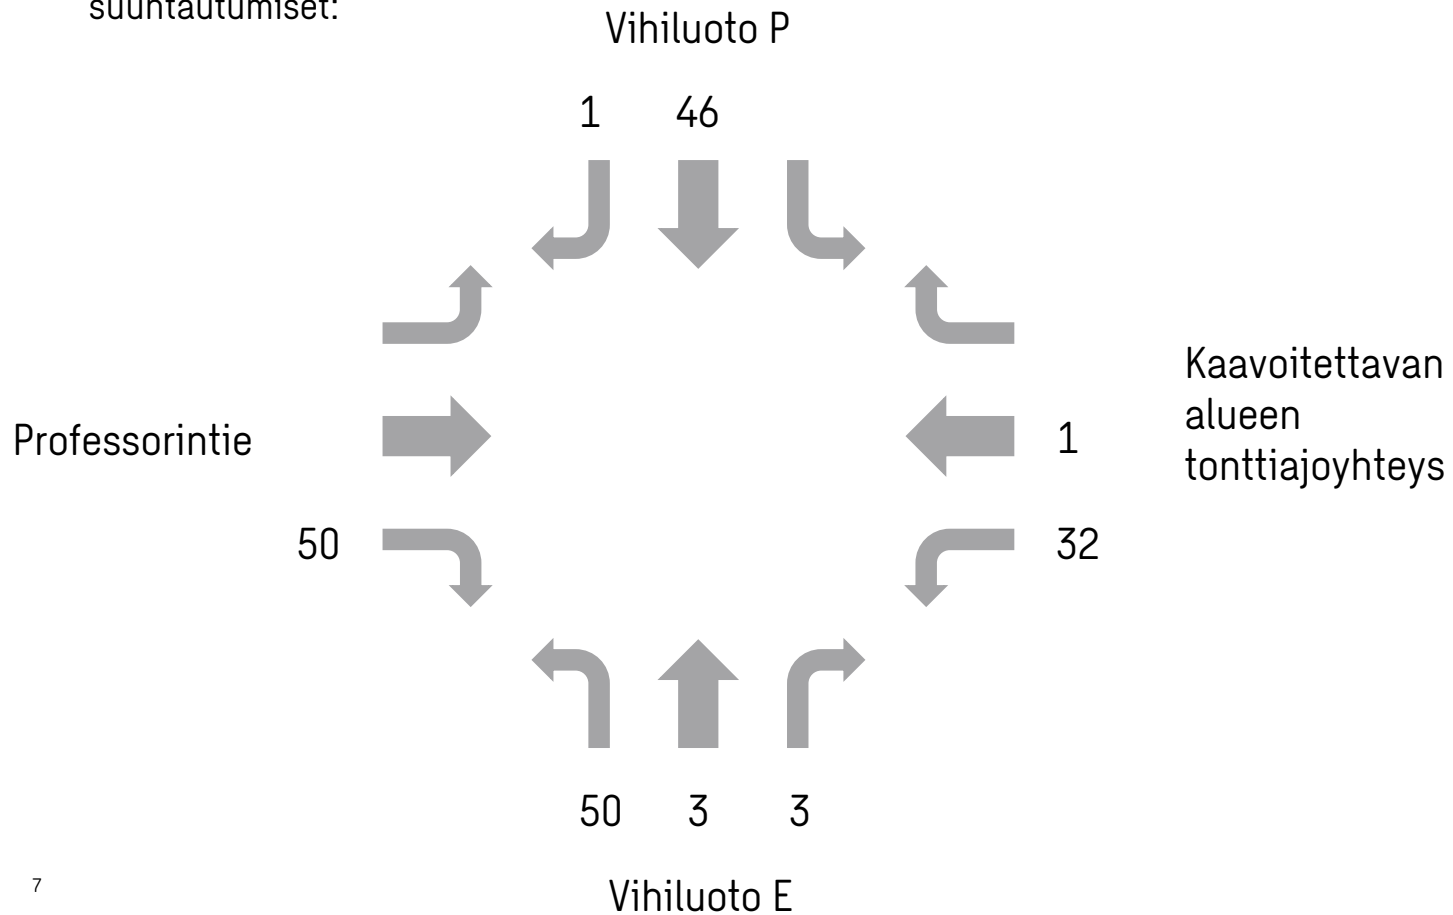 suuntautumiset:
Vihiluoto P
1 46
Kaavoitettavan
alueen
tonttiajoyhteys
Professorintie
1
50
32
50 3 3
Vihiluoto E
7